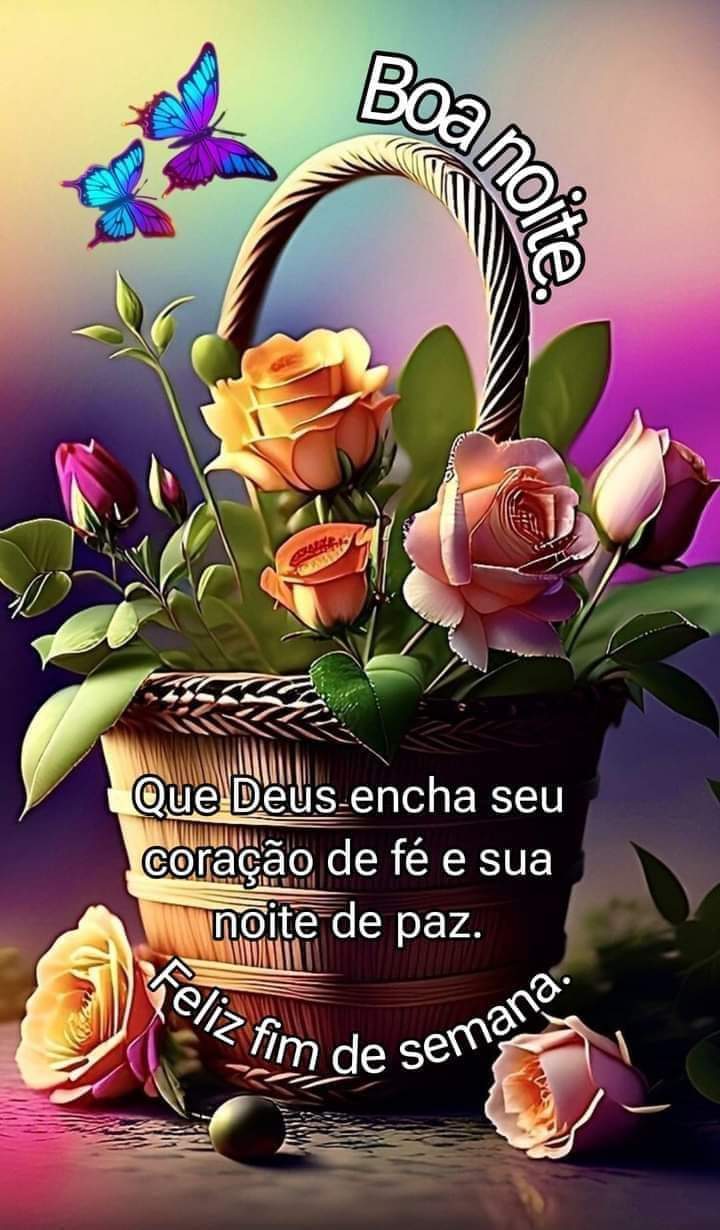 Boa noite.
Que Deus encha seu
coração de fé e sua
noite de paz.
Feliz fim de semana.